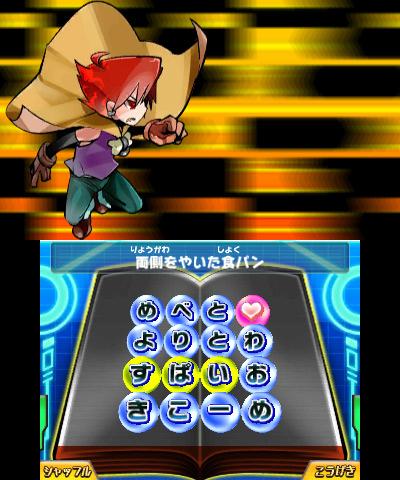 りょうがわ しょく
両側をやいた食パン
めべと
よりとわ
すぱいお
きこーめ
シャッフル こうげき